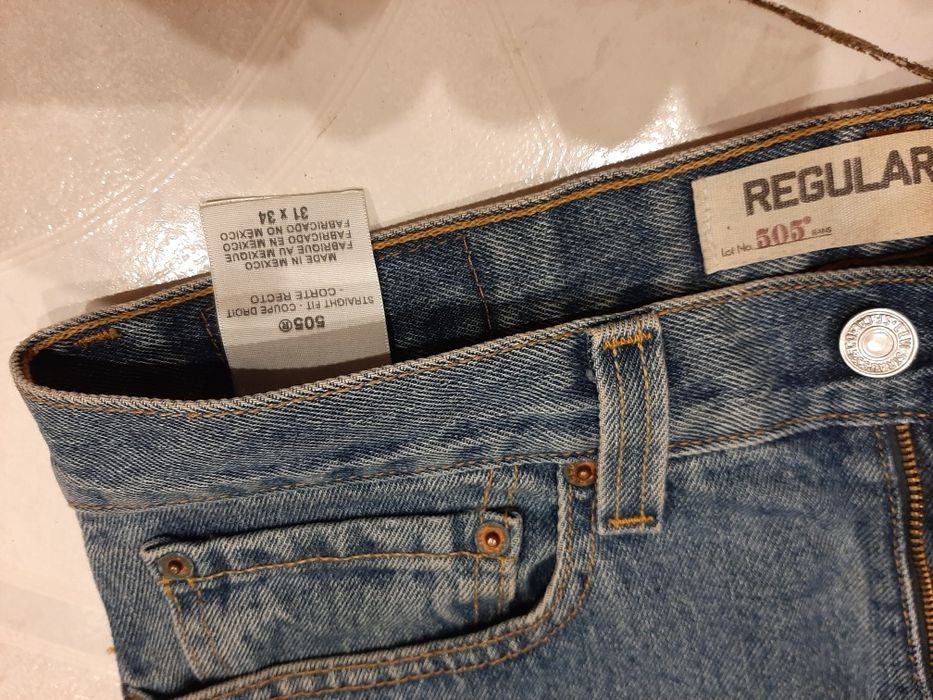 505®
STRAIGHT FIT - COUPE DROIT
- CORTE RECTO
MADE IN MEXICO
FABRIQUE AU MEXIQUE
FABRICADO EN MEXICO
FABRICADO NO MEXICO
31 x 34
REGULAR
Lot No. 505® JEANS